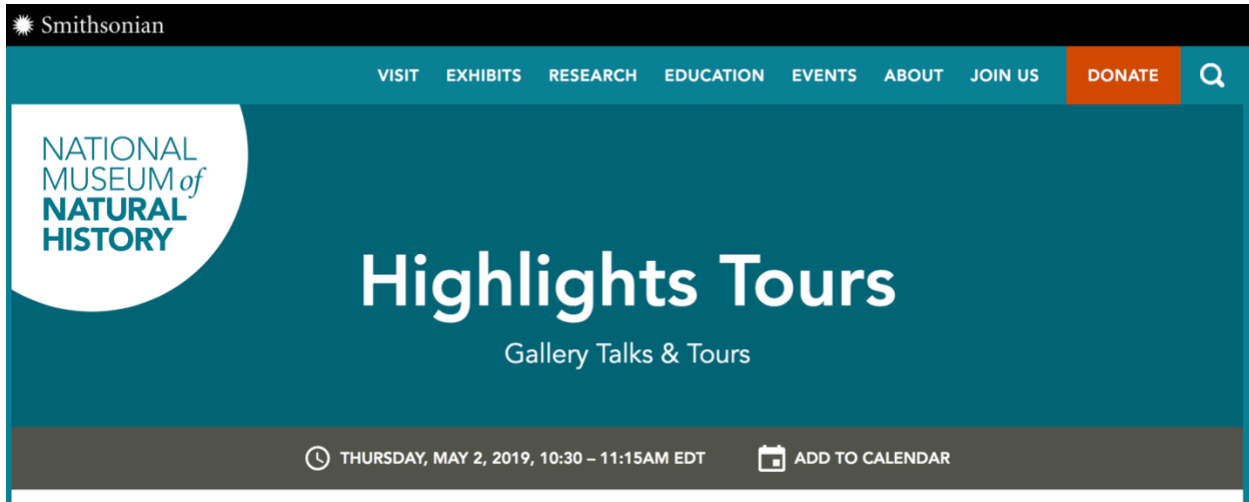 Smithsonian
VISIT EXHIBITS RESEARCH EDUCATION EVENTS ABOUT JOIN US DONATE
NATIONAL
MUSEUM of
NATURAL
HISTORY
Highlights Tours
Gallery Talks & Tours
THURSDAY, MAY 2, 2019, 10:30 – 11:15AM EDT ADD TO CALENDAR